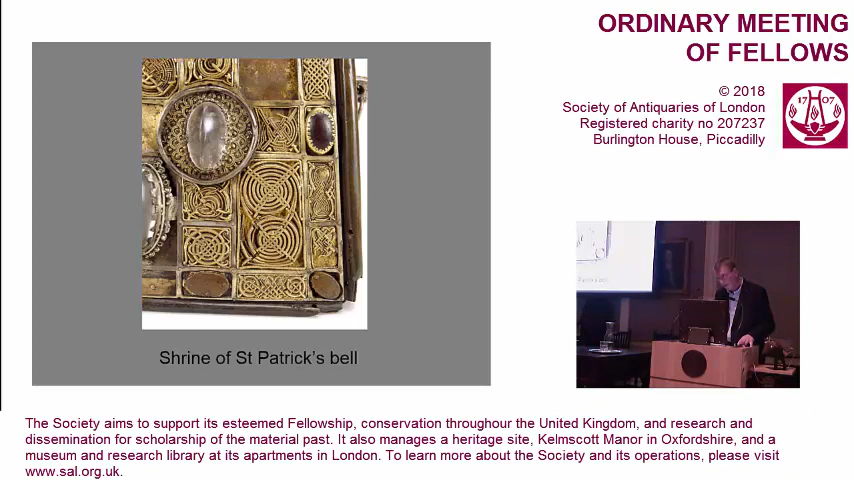 ORDINARY MEETING
OF FELLOWS
© 2018
Society of Antiquaries of London
Registered charity no 207237
Burlington House, Piccadilly
17 07
Shrine of St Patrick's bell
The Society aims to support its esteemed Fellowship, conservation throughour the United Kingdom, and research and
dissemination for scholarship of the material past. It also manages a heritage site, Kelmscott Manor in Oxfordshire, and a
museum and research library at its apartments in London. To learn more about the Society and its operations, please visit
www.sal.org.uk.